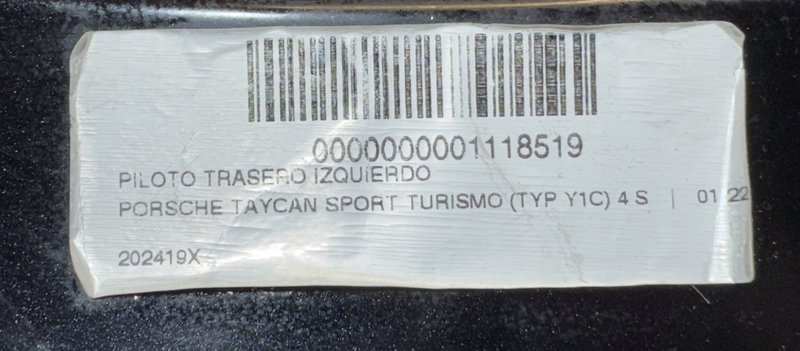 0000000001118519
PILOTO TRASERO IZQUIERDO
PORSCHE TAYCAN SPORT TURISMO (TYP Y1C) 4 S | 01 22
202419X